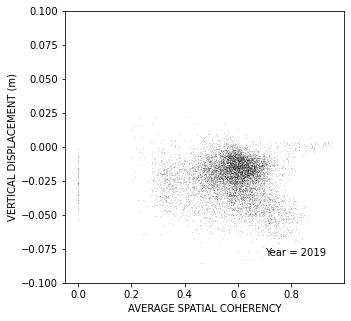 0.100
0.075
0.050
0.025
0.000
−0.025
−0.050
−0.075
−0.100
VERTICAL DISPLACEMENT (m)
Year = 2019
0.0 0.2 0.4 0.6 0.8
AVERAGE SPATIAL COHERENCY